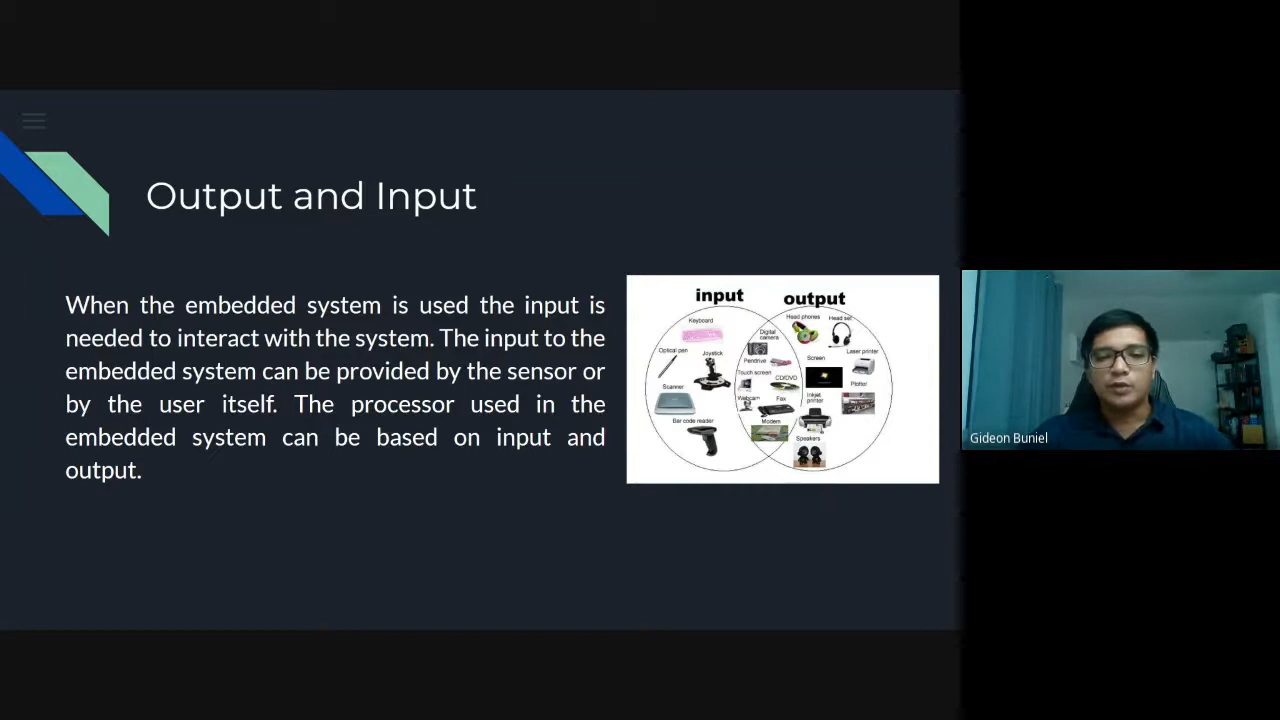 Output and Input
When the embedded system is used the input is
needed to interact with the system. The input to the
embedded system can be provided by the sensor or
by the user itself. The processor used in the
embedded system can be based on input and
output.
input
output
Keyboard
Optical pen
Joystick
Scanner
Bar code reader
Digital
camera
Pendrive
Touch screen
CD/DVD
Webcam
Fax
Modem
Head phones
Head set
Screen
Laser printer
Plotter
Inkjet
printer
Speakers
Gideon Buniel